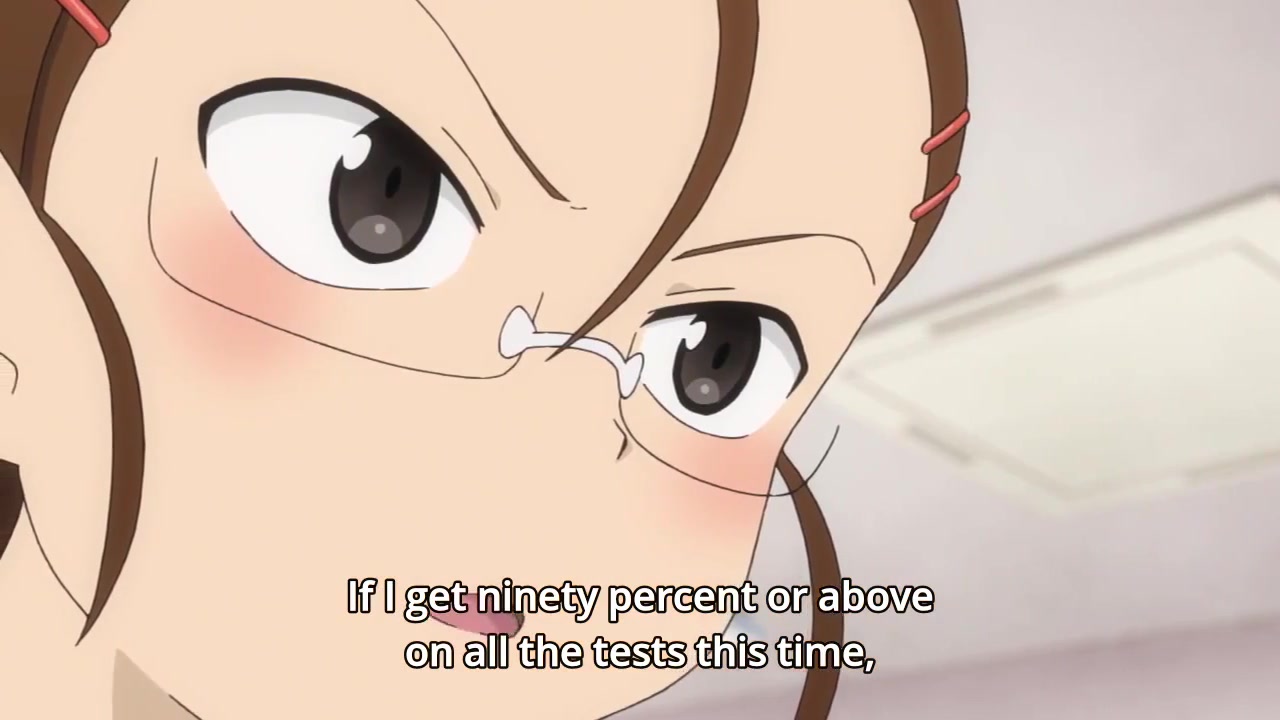 If I get ninety percent or above
on all the tests this time,